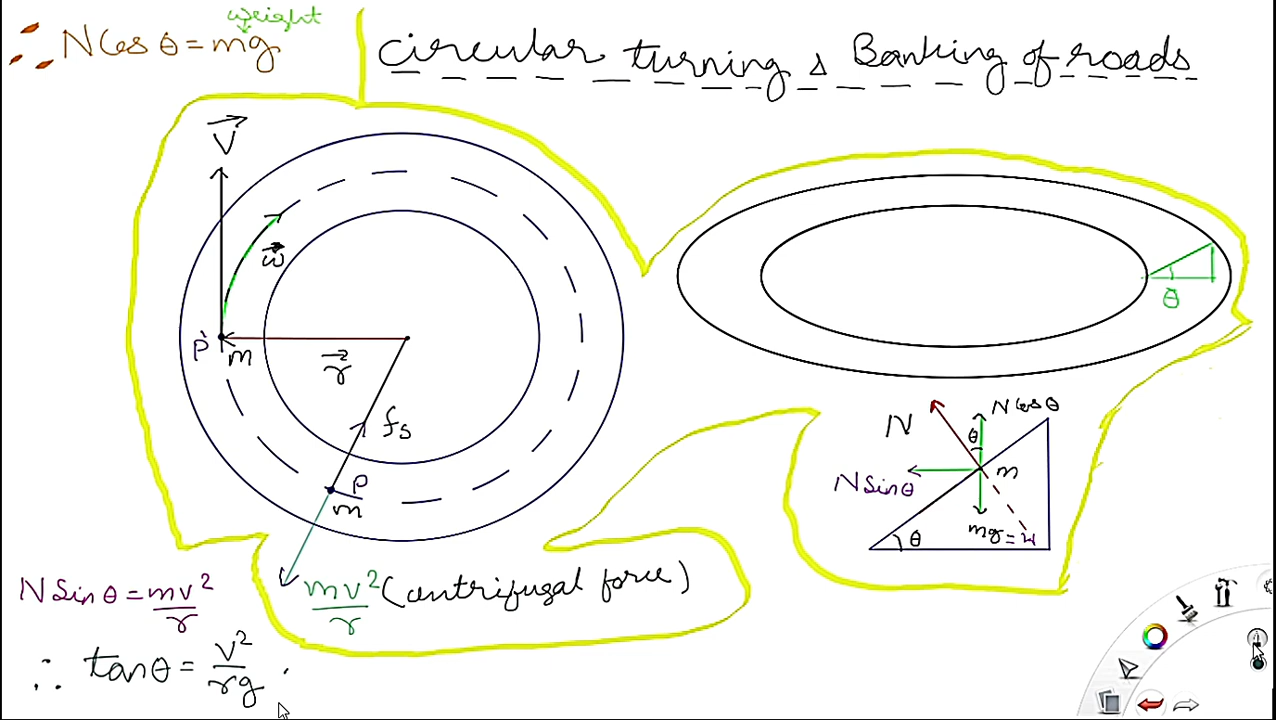 weight
∴ N Cos θ = mg
Circular turning & Banking of roads
V
ω
P' m
r
fs
P
m
θ
N N Cos θ
θ
m
N Sin θ
mg = w
θ
mv²/r (centrifugal force)
N Sin θ = mv²/r
∴ tan θ = v²/rg .